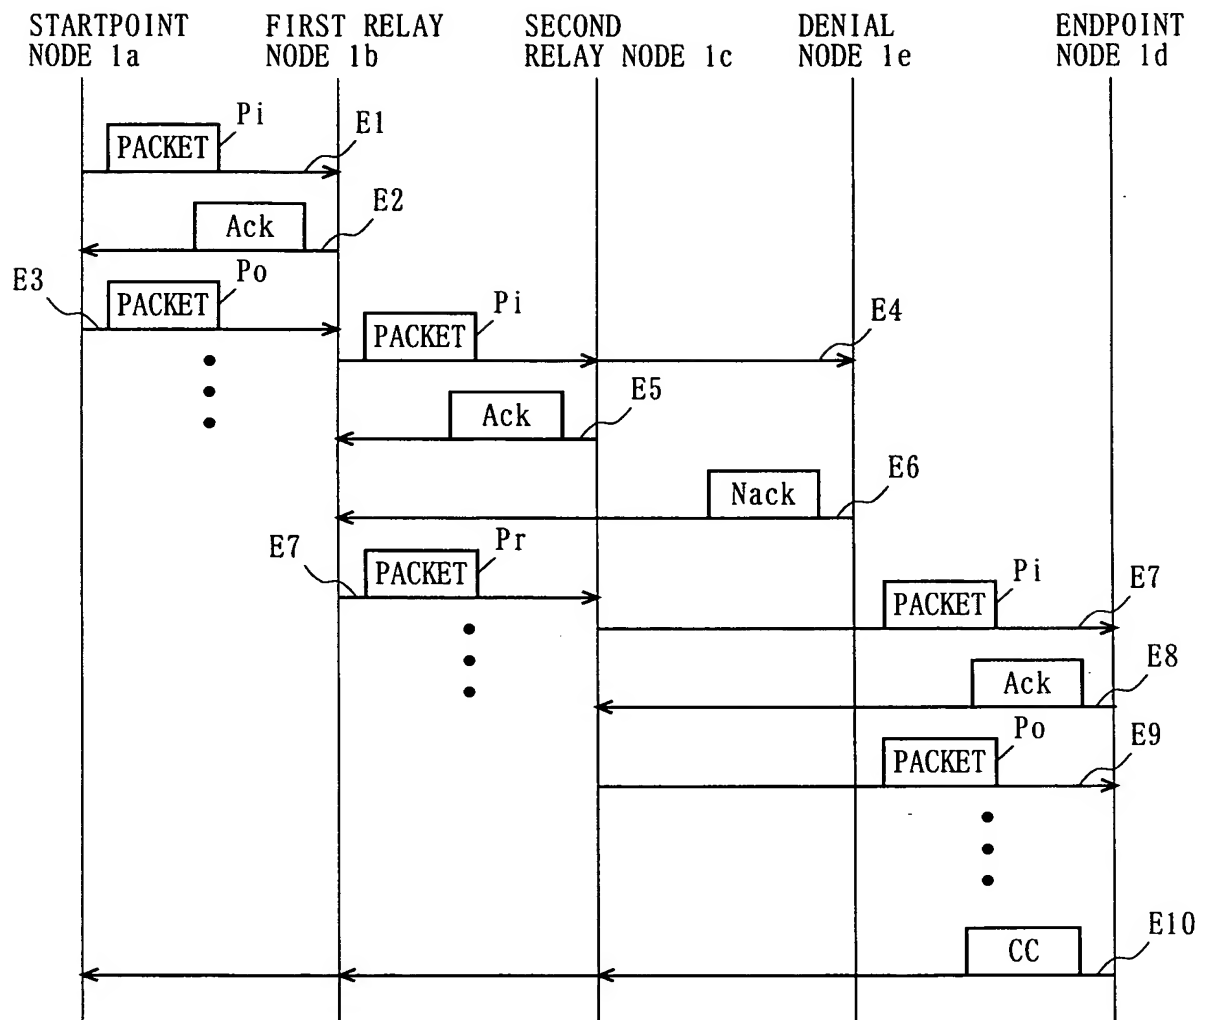 STARTPOINT
NODE 1a
FIRST RELAY
NODE 1b
SECOND
RELAY NODE 1c
DENIAL
NODE 1e
ENDPOINT
NODE 1d
PACKET
Pi
E1
Ack
E2
E3
PACKET
Po
PACKET
Pi
E4
Ack
E5
Nack
E6
E7
PACKET
Pr
PACKET
Pi
E7
Ack
E8
PACKET
Po
E9
CC
E10